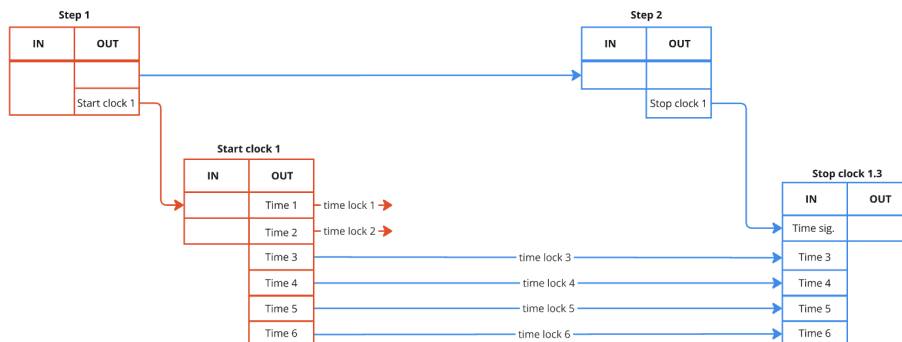 Step 1
Step 2
IN OUT
IN OUT
Start clock 1
Stop clock 1
Start clock 1
Stop clock 1.3
IN OUT
IN OUT
Time 1 time lock 1
Time sig.
Time 2 time lock 2
Time 3 time lock 3 Time 3
Time 4 time lock 4 Time 4
Time 5 time lock 5 Time 5
Time 6 time lock 6 Time 6